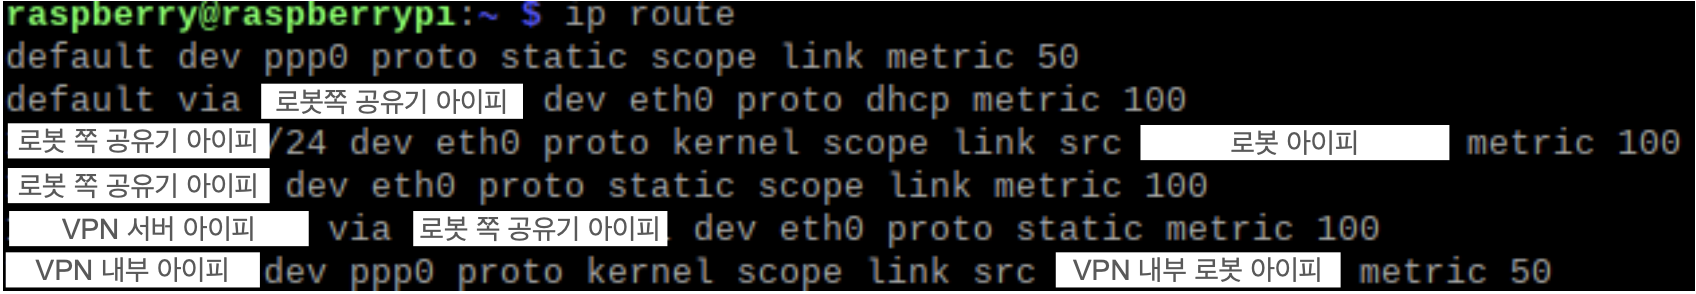 raspberry@raspberrypi:~ $ ip route
default dev ppp0 proto static scope link metric 50
default via 로봇쪽 공유기 아이피 dev eth0 proto dhcp metric 100
로봇 쪽 공유기 아이피/24 dev eth0 proto kernel scope link src 로봇 아이피 metric 100
로봇 쪽 공유기 아이피 dev eth0 proto static scope link metric 100
VPN 서버 아이피 via 로봇 쪽 공유기 아이피 dev eth0 proto static metric 100
VPN 내부 아이피 dev ppp0 proto kernel scope link src VPN 내부 로봇 아이피 metric 50